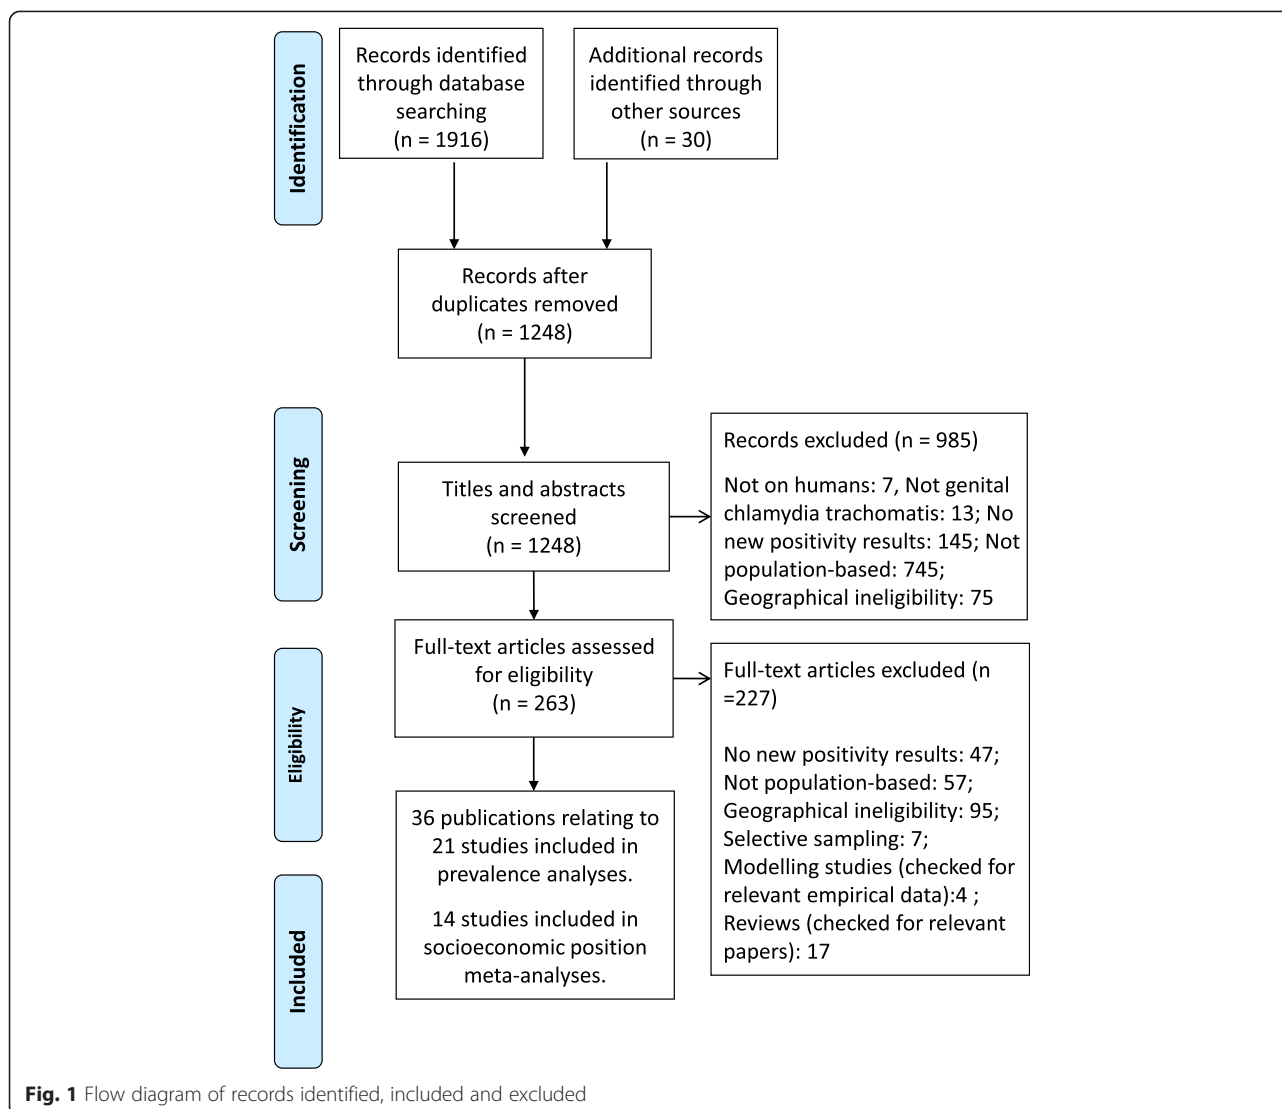 Identification
Records identified
through database
searching
(n = 1916)
Additional records
identified through
other sources
(n = 30)
Records after
duplicates removed
(n = 1248)
Screening
Titles and abstracts
screened
(n = 1248)
Records excluded (n = 985)
Not on humans: 7, Not genital
chlamydia trachomatis: 13; No
new positivity results: 145; Not
population-based: 745;
Geographical ineligibility: 75
Eligibility
Full-text articles assessed
for eligibility
(n = 263)
Full-text articles excluded (n
=227)
No new positivity results: 47;
Not population-based: 57;
Geographical ineligibility: 95;
Selective sampling: 7;
Modelling studies (checked for
relevant empirical data):4 ;
Reviews (checked for relevant
papers): 17
Included
36 publications relating to
21 studies included in
prevalence analyses.
14 studies included in
socioeconomic position
meta-analyses.
Fig. 1 Flow diagram of records identified, included and excluded